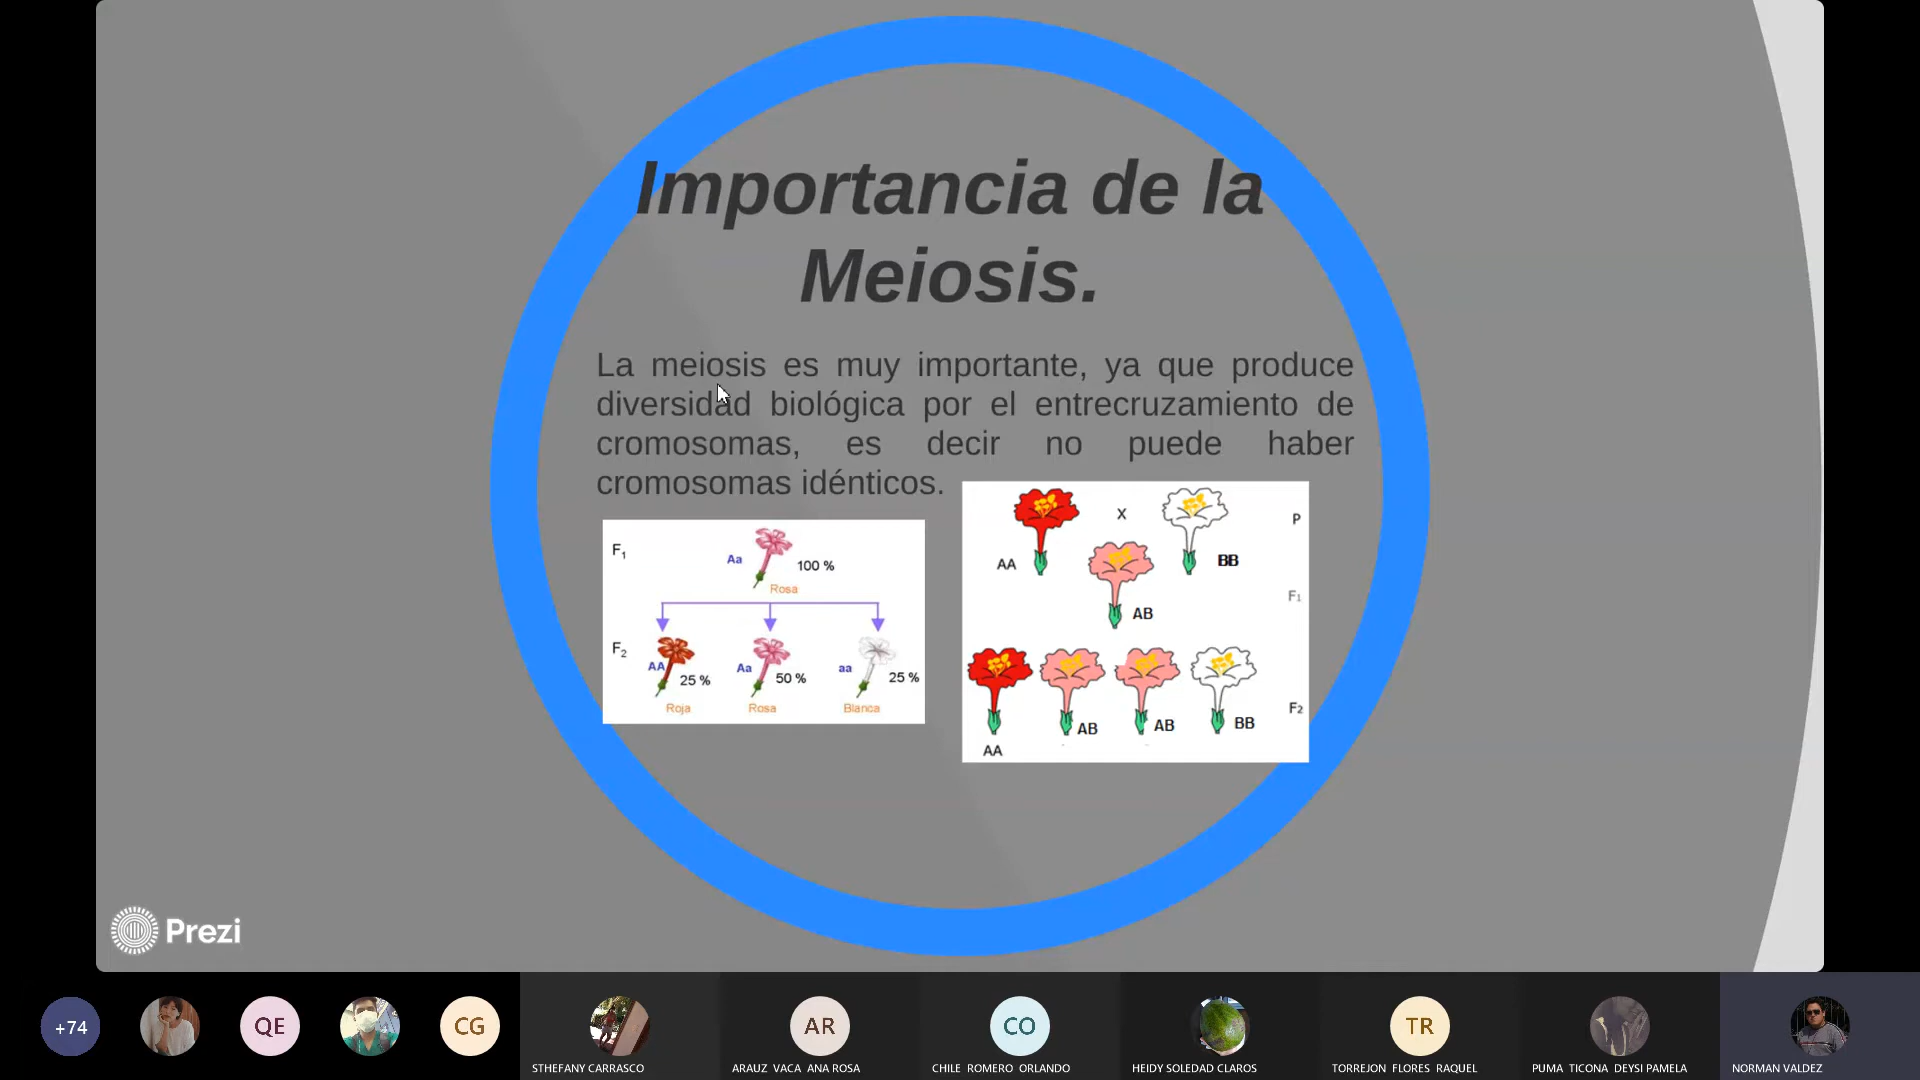 Importancia de la
Meiosis.
La meiosis es muy importante, ya que produce
diversidad biológica por el entrecruzamiento de
cromosomas, es decir no puede haber
cromosomas idénticos.
F1
Aa
100 %
Rosa
F2
AA
25 %
Roja
Aa
50 %
Rosa
aa
25 %
Blanca
X
P
AA
BB
F1
AB
AB
AB
BB
F2
AA
Prezi
+74
QE
CG
STHEFANY CARRASCO
AR
ARAUZ VACA ANA ROSA
CO
CHILE ROMERO ORLANDO
HEIDY SOLEDAD CLAROS
TR
TORREJON FLORES RAQUEL
PUMA TICONA DEYSI PAMELA
NORMAN VALDEZ